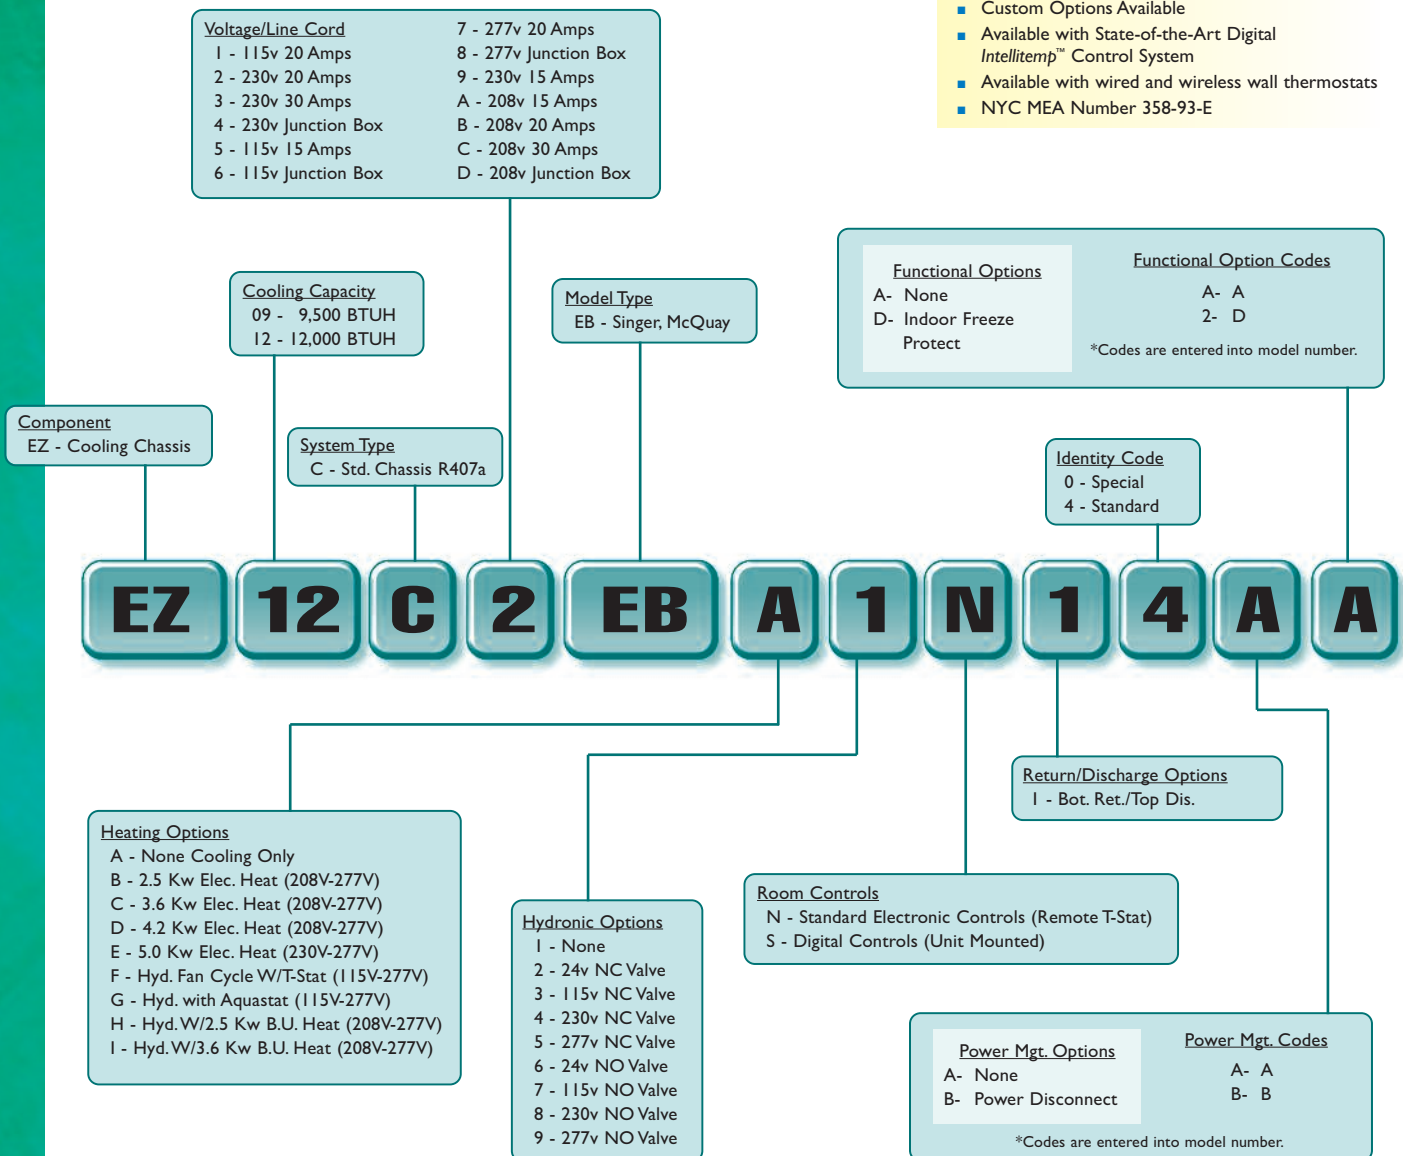 Custom Options Available
Available with State-of-the-Art Digital
Intellitemp™ Control System
Available with wired and wireless wall thermostats
NYC MEA Number 358-93-E
Voltage/Line Cord
1 - 115v 20 Amps
2 - 230v 20 Amps
3 - 230v 30 Amps
4 - 230v Junction Box
5 - 115v 15 Amps
6 - 115v Junction Box
7 - 277v 20 Amps
8 - 277v Junction Box
9 - 230v 15 Amps
A - 208v 15 Amps
B - 208v 20 Amps
C - 208v 30 Amps
D - 208v Junction Box
Cooling Capacity
09 - 9,500 BTUH
12 - 12,000 BTUH
Model Type
EB - Singer, McQuay
Functional Options
A- None
D- Indoor Freeze
Protect
Functional Option Codes
A- A
2- D
*Codes are entered into model number.
Component
EZ - Cooling Chassis
System Type
C - Std. Chassis R407a
Identity Code
0 - Special
4 - Standard
EZ 12 C 2 EB A 1 N 1 4 A A
Heating Options
A - None Cooling Only
B - 2.5 Kw Elec. Heat (208V-277V)
C - 3.6 Kw Elec. Heat (208V-277V)
D - 4.2 Kw Elec. Heat (208V-277V)
E - 5.0 Kw Elec. Heat (230V-277V)
F - Hyd. Fan Cycle W/T-Stat (115V-277V)
G - Hyd. with Aquastat (115V-277V)
H - Hyd. W/2.5 Kw B.U. Heat (208V-277V)
I - Hyd. W/3.6 Kw B.U. Heat (208V-277V)
Hydronic Options
1 - None
2 - 24v NC Valve
3 - 115v NC Valve
4 - 230v NC Valve
5 - 277v NC Valve
6 - 24v NO Valve
7 - 115v NO Valve
8 - 230v NO Valve
9 - 277v NO Valve
Room Controls
N - Standard Electronic Controls (Remote T-Stat)
S - Digital Controls (Unit Mounted)
Return/Discharge Options
1 - Bot. Ret./Top Dis.
Power Mgt. Options
A- None
B- Power Disconnect
Power Mgt. Codes
A- A
B- B
*Codes are entered into model number.